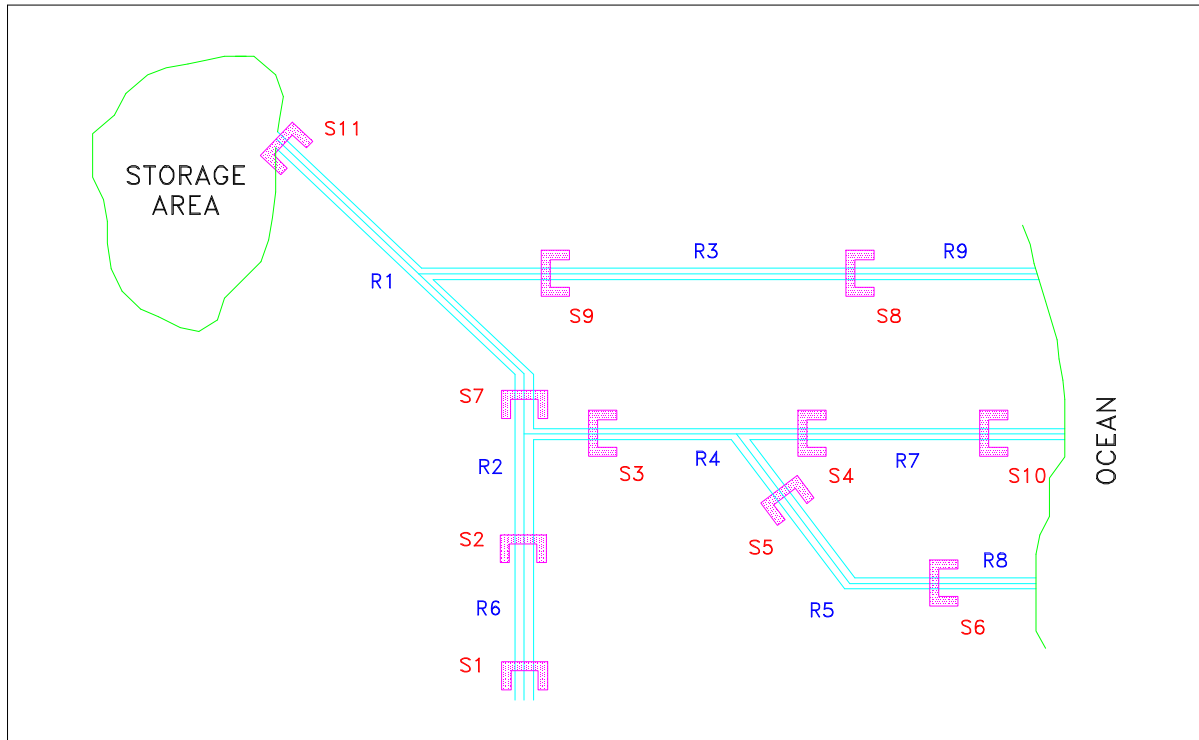 S11
STORAGE
AREA
R3
R9
R1
S9
S8
S7
OCEAN
R2
S3
R4
S4
R7
S10
S2
S5
R8
R6
R5
S6
S1